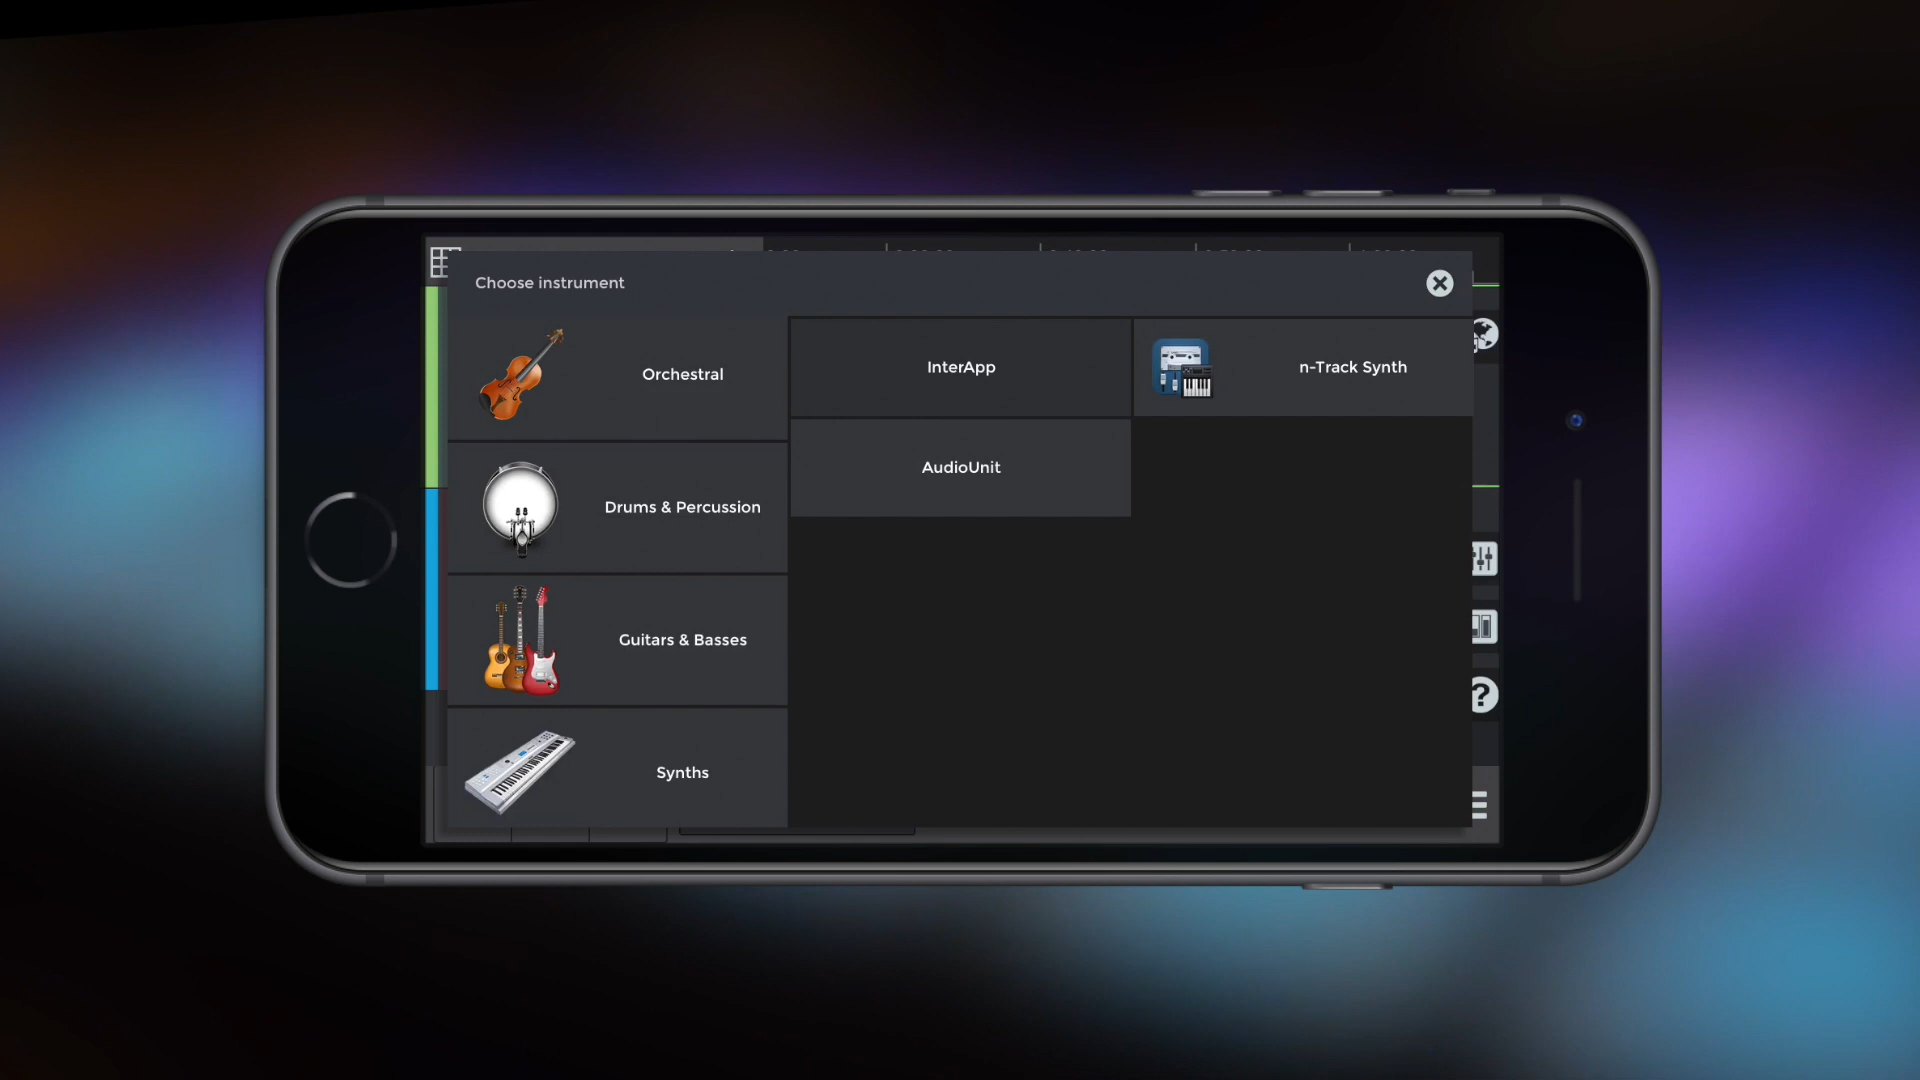 Choose instrument
Orchestral
InterApp
n-Track Synth
AudioUnit
Drums & Percussion
Guitars & Basses
Synths